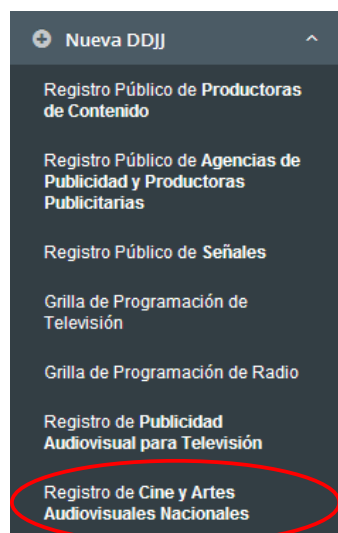 Nueva DDJJ
Registro Público de Productoras
de Contenido
Registro Público de Agencias de
Publicidad y Productoras
Publicitarias
Registro Público de Señales
Grilla de Programación de
Televisión
Grilla de Programación de Radio
Registro de Publicidad
Audiovisual para Televisión
Registro de Cine y Artes
Audiovisuales Nacionales